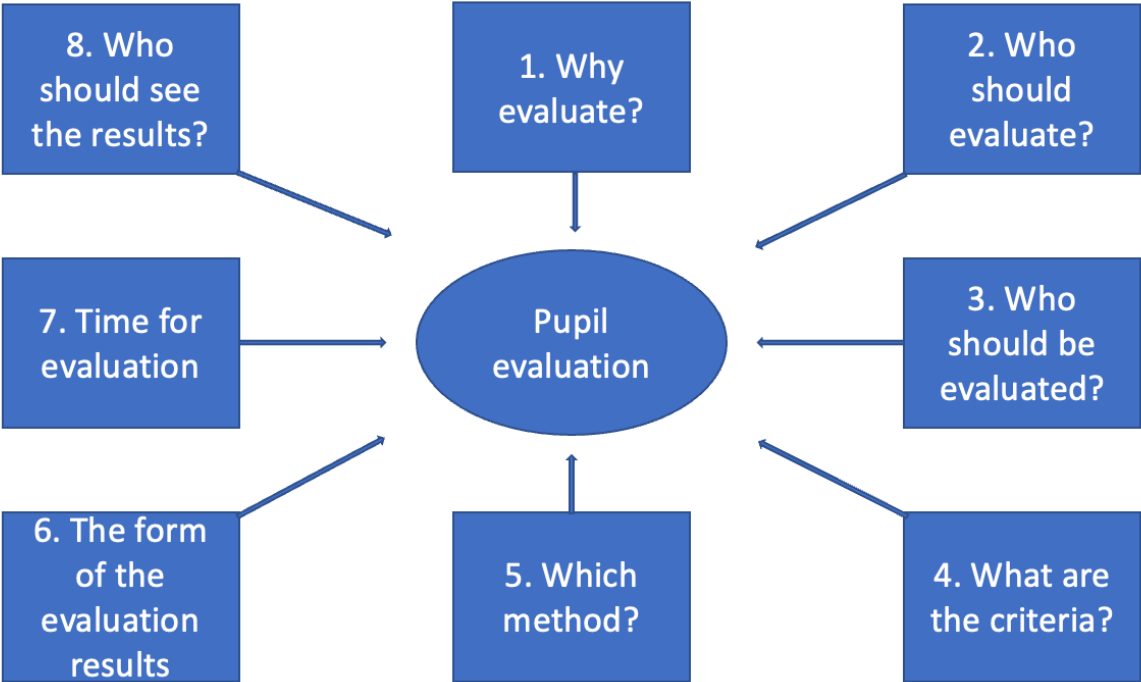 8. Who
should see
the results?
1. Why
evaluate?
2. Who
should
evaluate?
7. Time for
evaluation
Pupil
evaluation
3. Who
should be
evaluated?
6. The form
of the
evaluation
results
5. Which
method?
4. What are
the criteria?